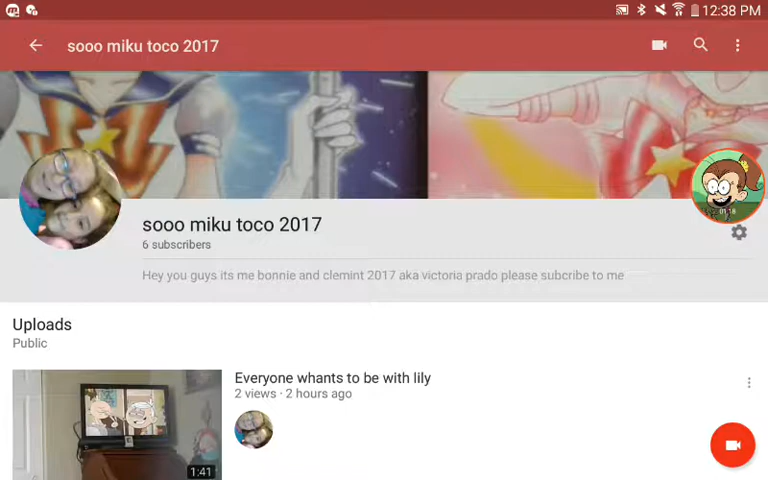 12:38 PM
sooo miku toco 2017
01:18
sooo miku toco 2017
6 subscribers
Hey you guys its me bonnie and clemint 2017 aka victoria prado please subcribe to me
Uploads
Public
Everyone whants to be with lily
2 views · 2 hours ago
1:41